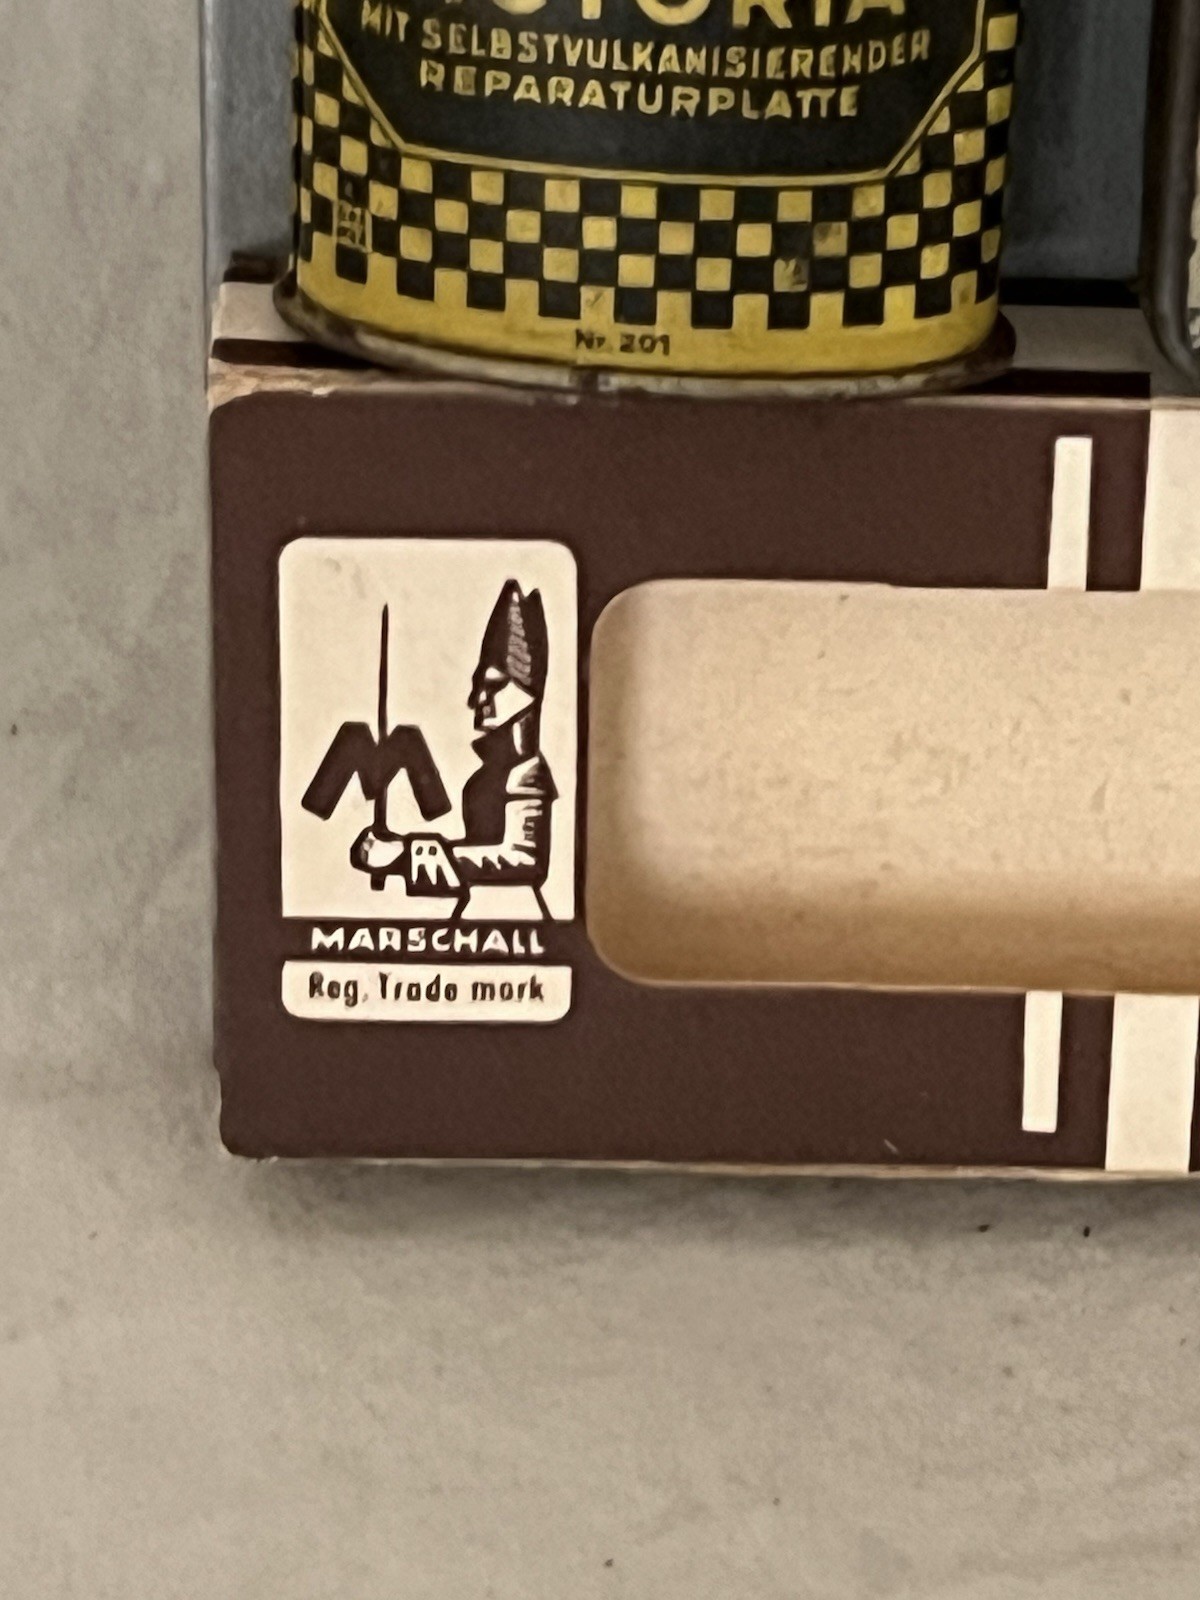 MIT SELBSTVULKANISIERENDER
REPARATURPLATTE
Nr. 201
MARSCHALL
Reg. Trade mark